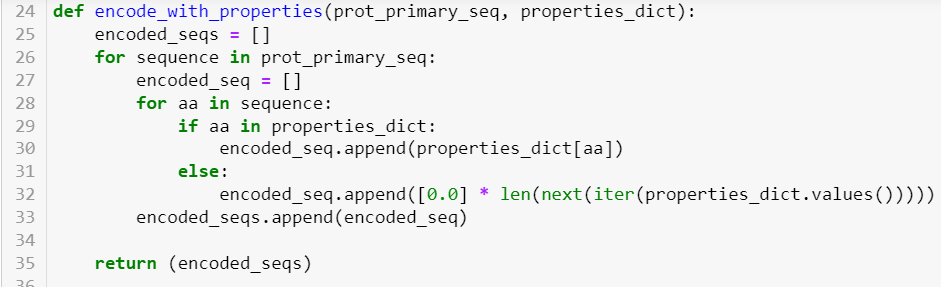 24 def encode_with_properties(prot_primary_seq, properties_dict):
25     encoded_seqs = []
26     for sequence in prot_primary_seq:
27         encoded_seq = []
28         for aa in sequence:
29             if aa in properties_dict:
30                 encoded_seq.append(properties_dict[aa])
31             else:
32                 encoded_seq.append([0.0] * len(next(iter(properties_dict.values()))))
33         encoded_seqs.append(encoded_seq)
34
35     return (encoded_seqs)
36